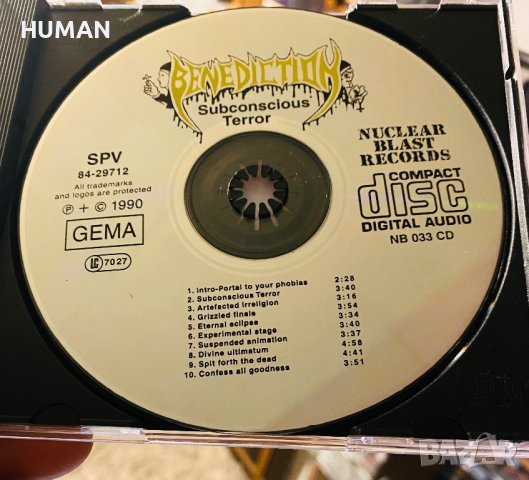 HUMAN
BENEDICTION
Subconscious
Terror
SPV
84-29712
All trademarks
and logos are protected
℗ + © 1990
GEMA
LC 7027
NUCLEAR
BLAST
RECORDS
COMPACT
disc
DIGITAL AUDIO
NB 033 CD
1. Intro-Portal to your phobias 2:28
2. Subconscious Terror 3:40
3. Artefacted irreligion 3:16
4. Grizzled finale 3:54
5. Eternal eclipse 3:34
6. Experimental stage 3:40
7. Suspended animation 3:37
8. Divine ultimatum 4:58
9. Spit forth the dead 4:41
10. Confess all goodness 3:51
BAZAR